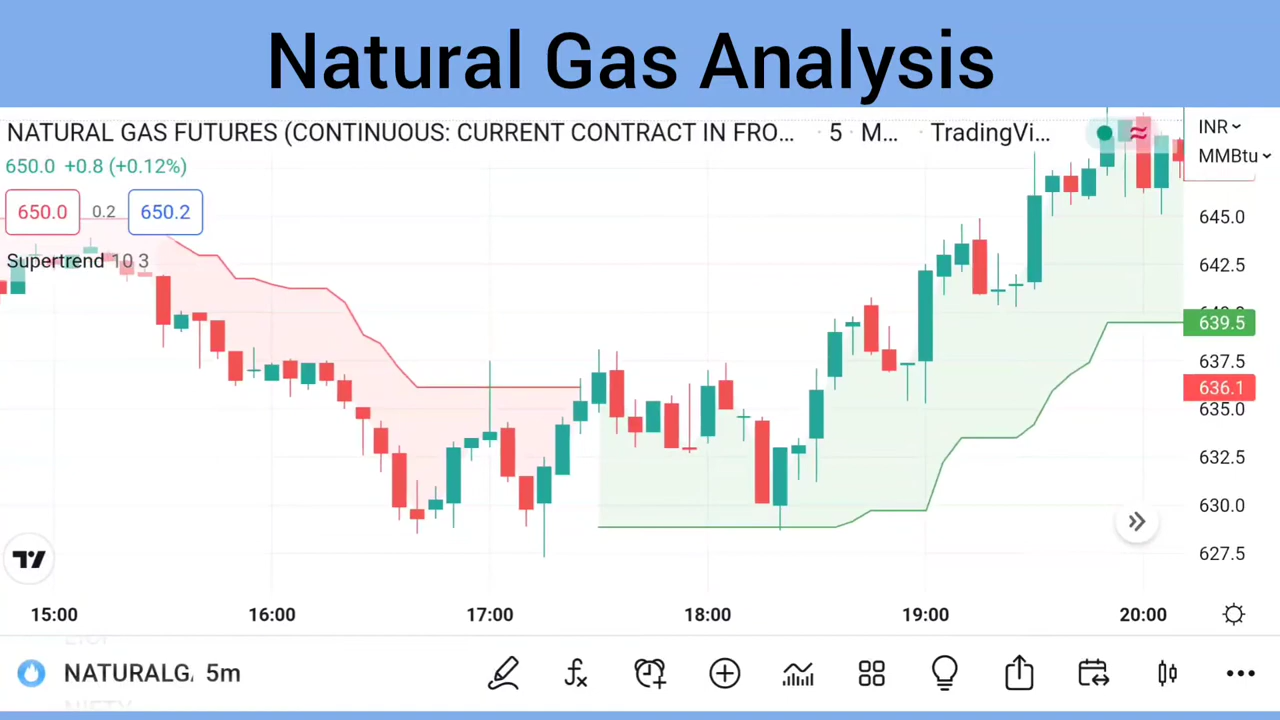 Natural Gas Analysis
NATURAL GAS FUTURES (CONTINUOUS: CURRENT CONTRACT IN FRO... · 5 · M... · TradingVi...
INR
650.0 +0.8 (+0.12%)
MMBtu
650.0 0.2 650.2
645.0
Supertrend 10 3
642.5
639.5
637.5
636.1
635.0
632.5
630.0
627.5
15:00 16:00 17:00 18:00 19:00 20:00
NATURALG 5m